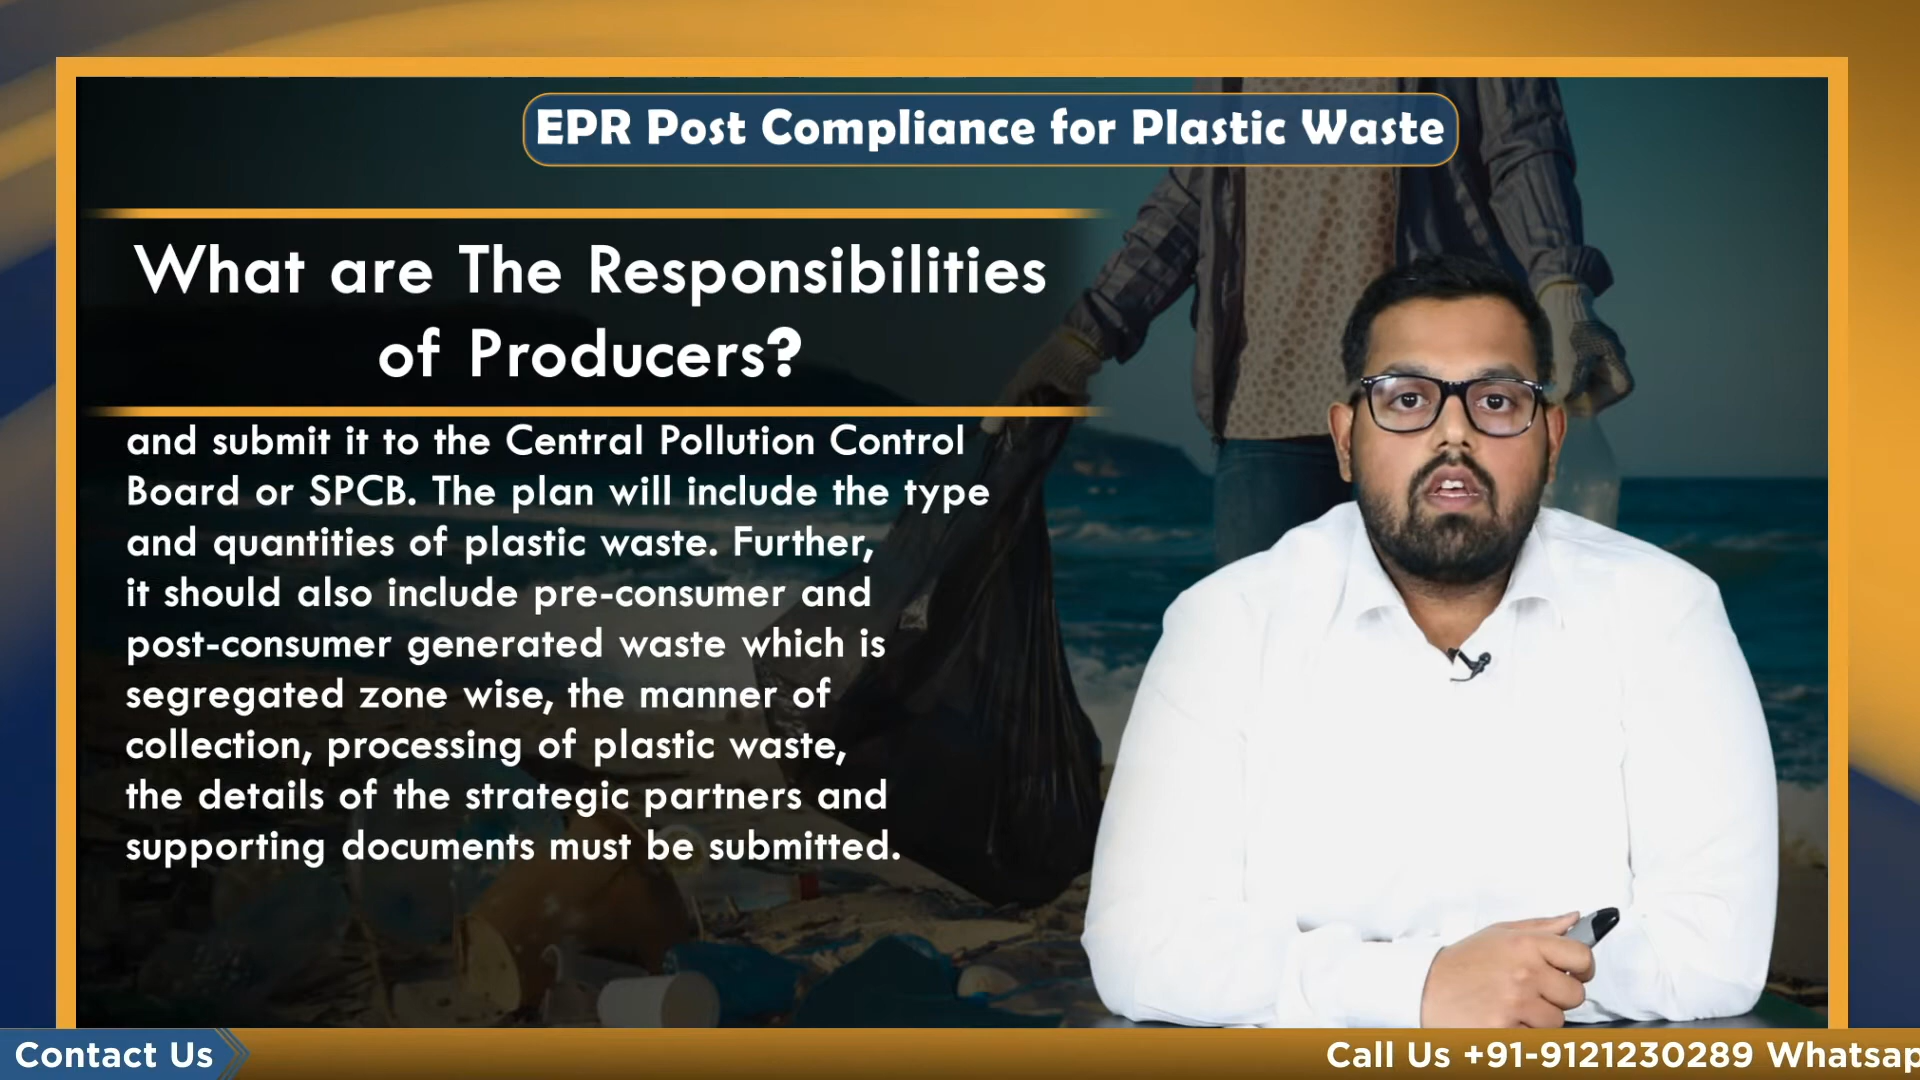 EPR Post Compliance for Plastic Waste
What are The Responsibilities
of Producers?
and submit it to the Central Pollution Control
Board or SPCB. The plan will include the type
and quantities of plastic waste. Further,
it should also include pre-consumer and
post-consumer generated waste which is
segregated zone wise, the manner of
collection, processing of plastic waste,
the details of the strategic partners and
supporting documents must be submitted.
Contact Us
Call Us +91-9121230289 Whatsap